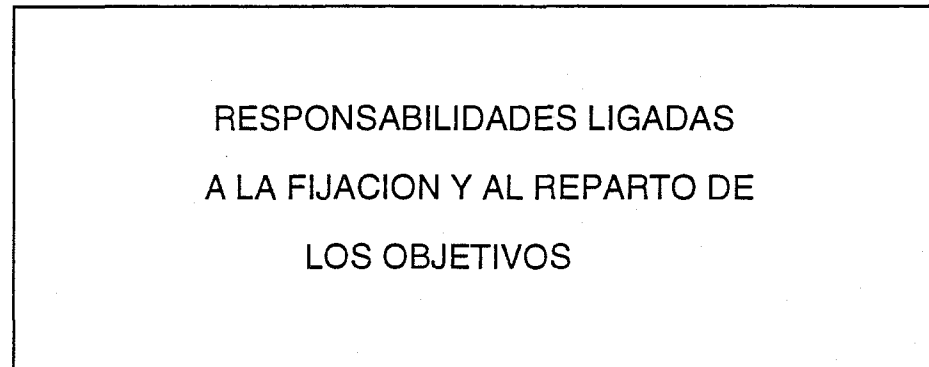 RESPONSABILIDADES LIGADAS
A LA FIJACION Y AL REPARTO DE
LOS OBJETIVOS